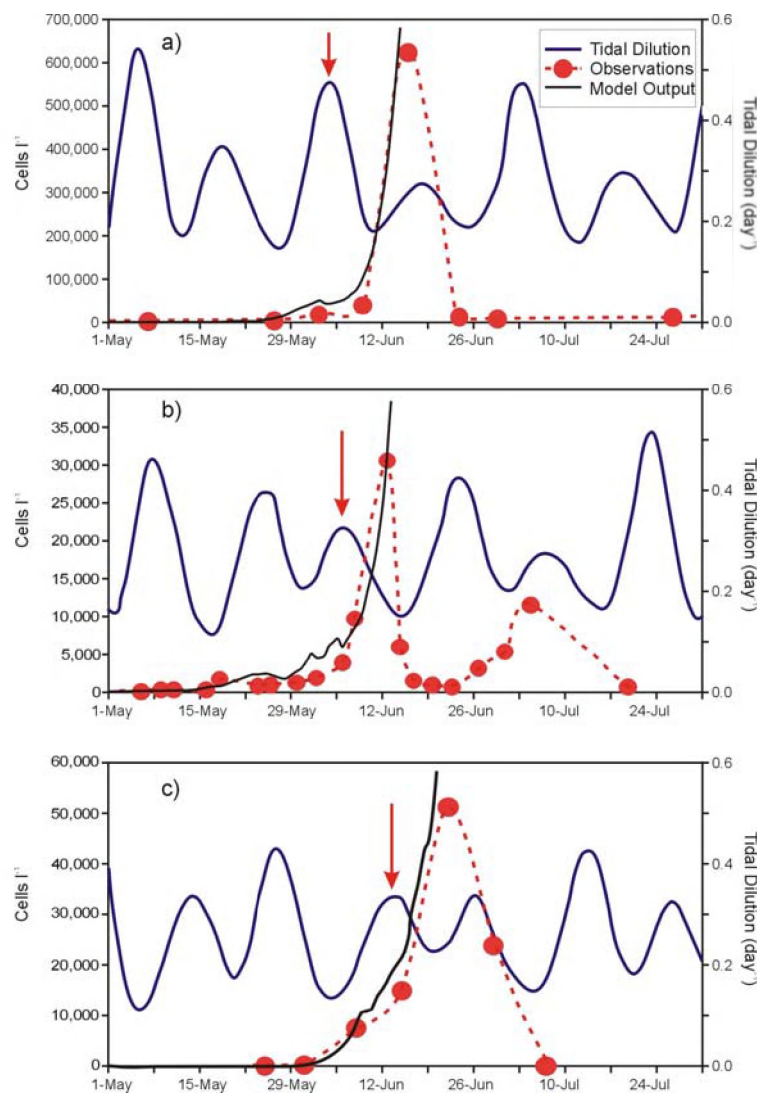 a)
Tidal Dilution
Observations
Model Output
700,000
600,000
500,000
400,000
300,000
200,000
100,000
0
Cells l⁻¹
0.6
0.4
0.2
0.0
Tidal Dilution (day⁻¹)
1-May 15-May 29-May 12-Jun 26-Jun 10-Jul 24-Jul
b)
40,000
35,000
30,000
25,000
20,000
15,000
10,000
5,000
0
Cells l⁻¹
0.6
0.4
0.2
0.0
Tidal Dilution (day⁻¹)
1-May 15-May 29-May 12-Jun 26-Jun 10-Jul 24-Jul
c)
60,000
50,000
40,000
30,000
20,000
10,000
0
Cells l⁻¹
0.6
0.4
0.2
0.0
Tidal Dilution (day⁻¹)
1-May 15-May 29-May 12-Jun 26-Jun 10-Jul 24-Jul